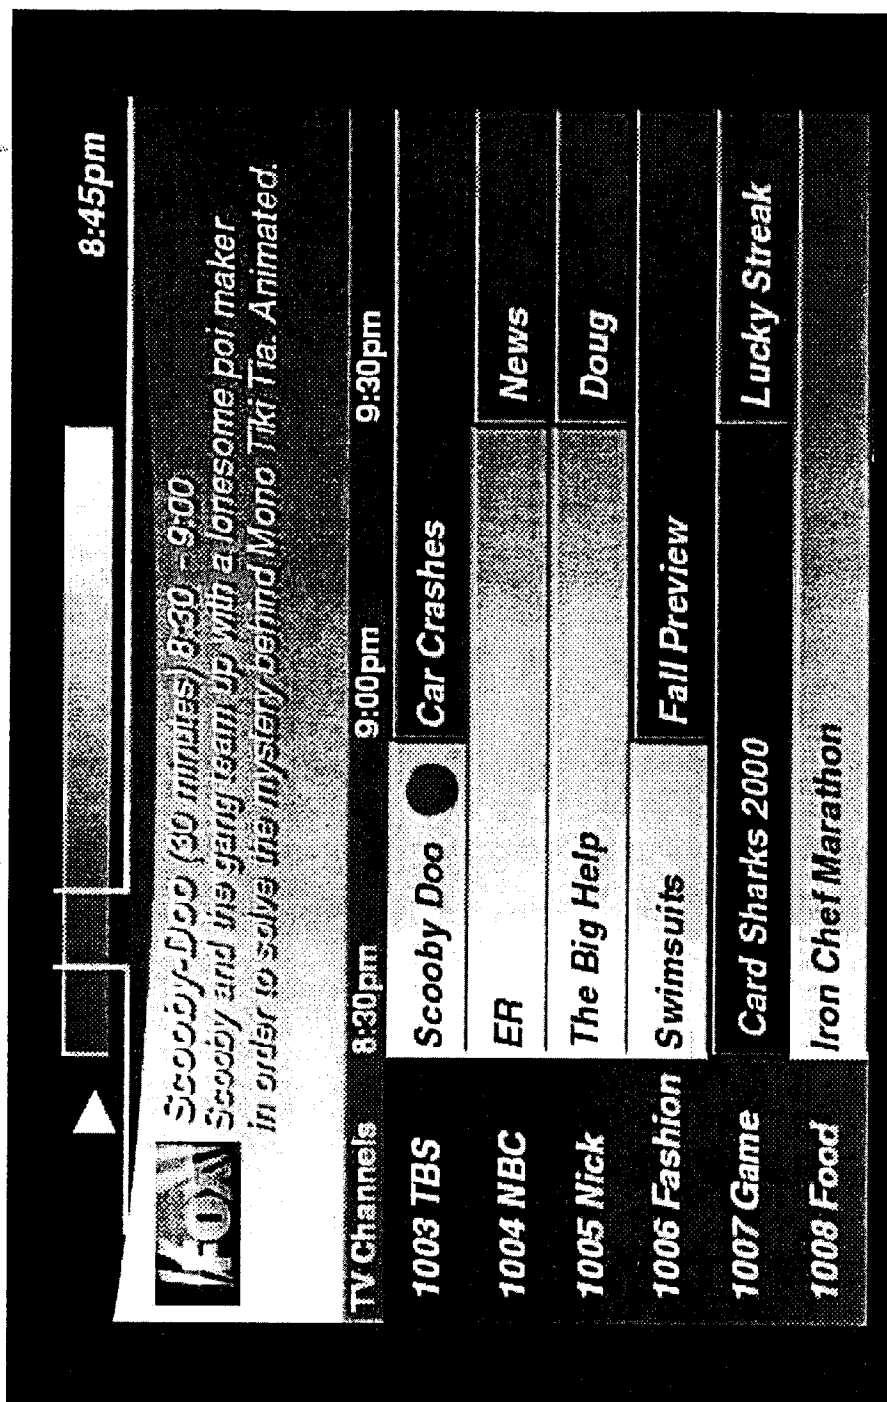 8:45pm
FOX
Scooby-Doo (30 minutes) 8:30 - 9:00
Scooby and the gang team up with a lonesome poi maker
in order to solve the mystery behind Mono Tiki Tia. Animated.
TV Channels 8:30pm 9:00pm 9:30pm
1003 TBS Scooby Doo Car Crashes
1004 NBC ER News
1005 Nick The Big Help Doug
1006 Fashion Swimsuits Fall Preview
1007 Game Card Sharks 2000 Lucky Streak
1008 Food Iron Chef Marathon